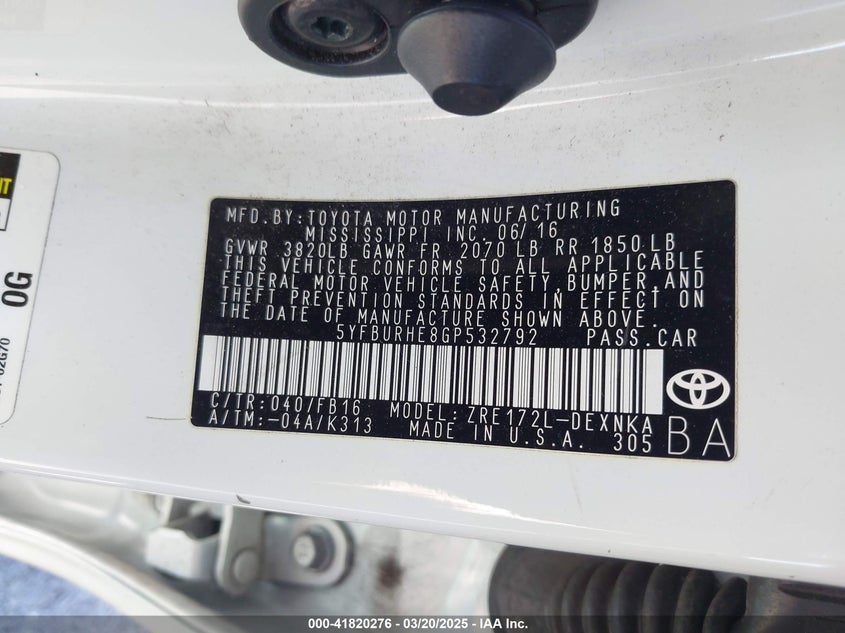 MFD. BY: TOYOTA MOTOR MANUFACTURING
MISSISSIPPI INC. 06/16
GVWR 3820LB GAWR FR 2070 LB RR 1850 LB
THIS VEHICLE CONFORMS TO ALL APPLICABLE
FEDERAL MOTOR VEHICLE SAFETY, BUMPER, AND
THEFT PREVENTION STANDARDS IN EFFECT ON
THE DATE OF MANUFACTURE SHOWN ABOVE.
5YFBURHE8GP532792 PASS. CAR
C/TR: 040/FB16 MODEL: ZRE172L-DEXNKA
A/TM: -04A/K313 MADE IN U.S.A. 305 BA
0G
02G70
000-41820276 - 03/20/2025 - IAA Inc.